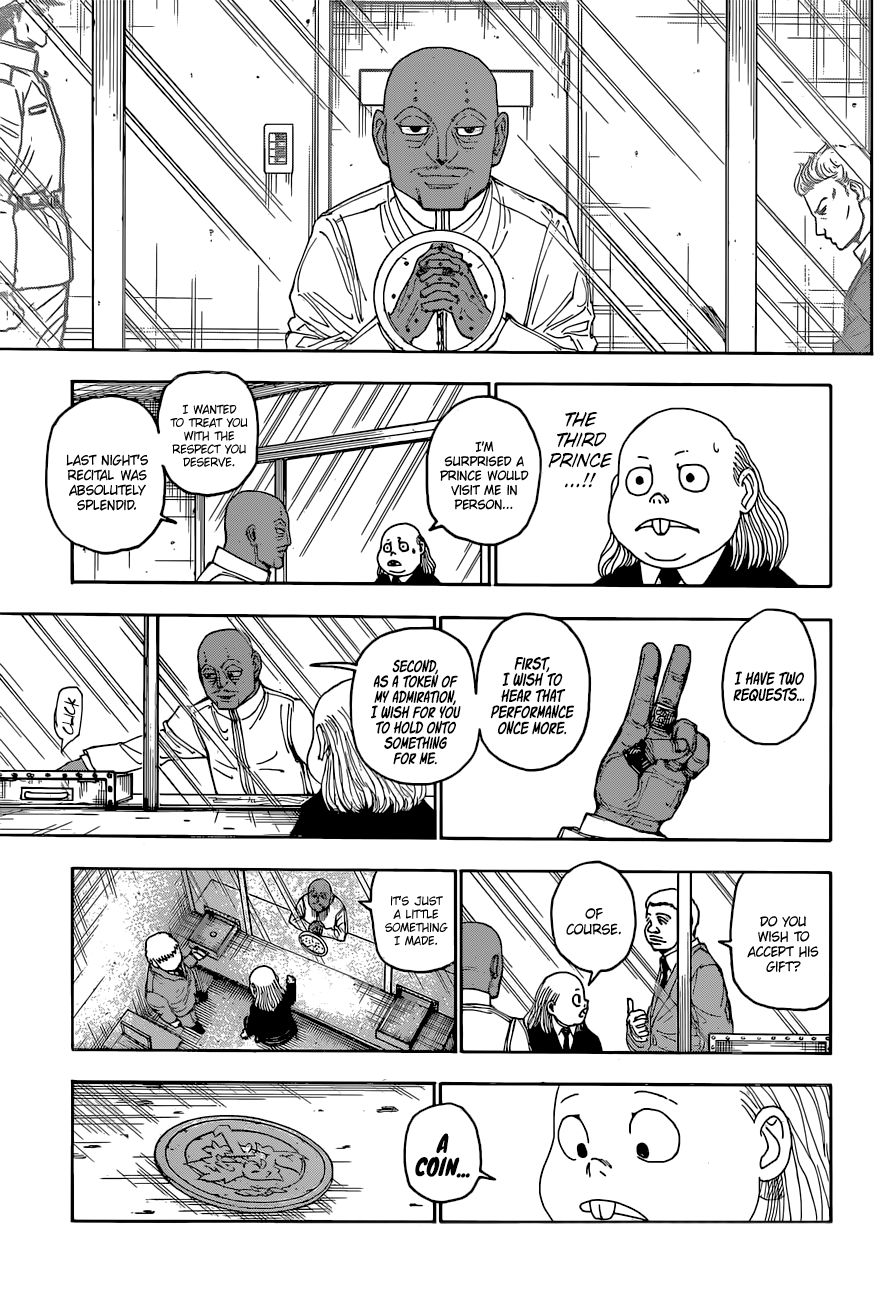 THE
THIRD
PRINCE
...!!
I'M
SURPRISED A
PRINCE WOULD
VISIT ME IN
PERSON...
I WANTED
TO TREAT YOU
WITH THE
RESPECT YOU
DESERVE.
LAST NIGHT'S
RECITAL WAS
ABSOLUTELY
SPLENDID.
I HAVE TWO
REQUESTS...
FIRST,
I WISH TO
HEAR THAT
PERFORMANCE
ONCE MORE.
SECOND,
AS A TOKEN OF
MY ADMIRATION,
I WISH FOR YOU
TO HOLD ONTO
SOMETHING
FOR ME.
CLICK
DO YOU
WISH TO
ACCEPT HIS
GIFT?
OF
COURSE.
IT'S JUST
A LITTLE
SOMETHING
I MADE.
A
COIN...